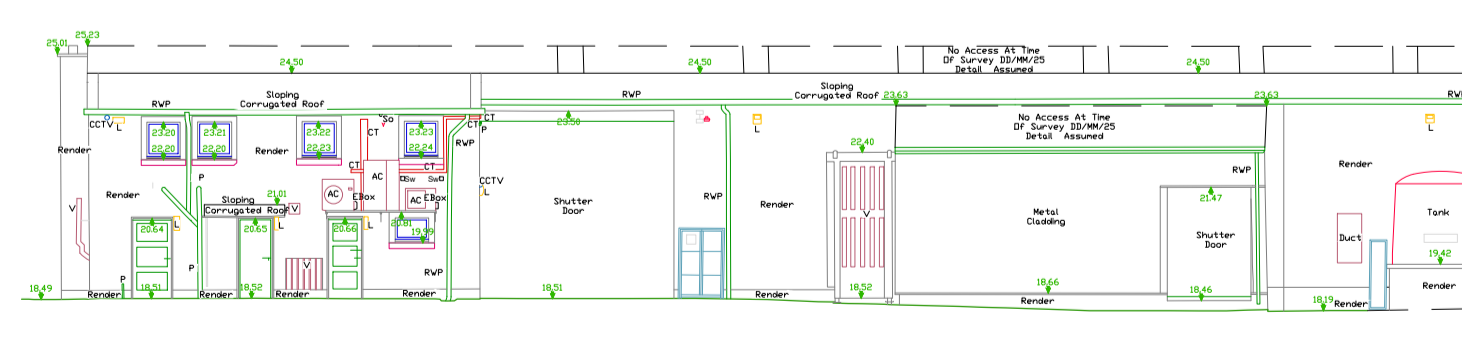 25.23
25.01
No Access At Time
Of Survey DD/MM/25
Detail Assumed
24.50
24.50
24.50
Sloping
Corrugated Roof
RWP
RWP
Sloping
Corrugated Roof
23.63
23.63
RW
CCTV
L
23.20
22.20
23.21
22.20
Render
23.22
22.23
So
CT
23.23
22.24
CT
CT
P
RWP
23.50
L
No Access At Time
Of Survey DD/MM/25
Detail Assumed
L
Render
22.40
RWP
Render
P
CT
CT
AC
Sw
Sw
CCTV
L
Render
V
Sloping
Corrugated Roof
21.01
V
AC
EBox
AC
EBox
Shutter
Door
RWP
Render
V
Metal
Cladding
21.47
Shutter
Door
Tank
Duct
19.42
20.64
L
20.65
L
20.66
L
20.81
19.99
P
P
V
RWP
Render
18.49
Render
18.51
Render
18.52
Render
Render
18.51
Render
18.52
18.66
Render
18.46
18.19
Render